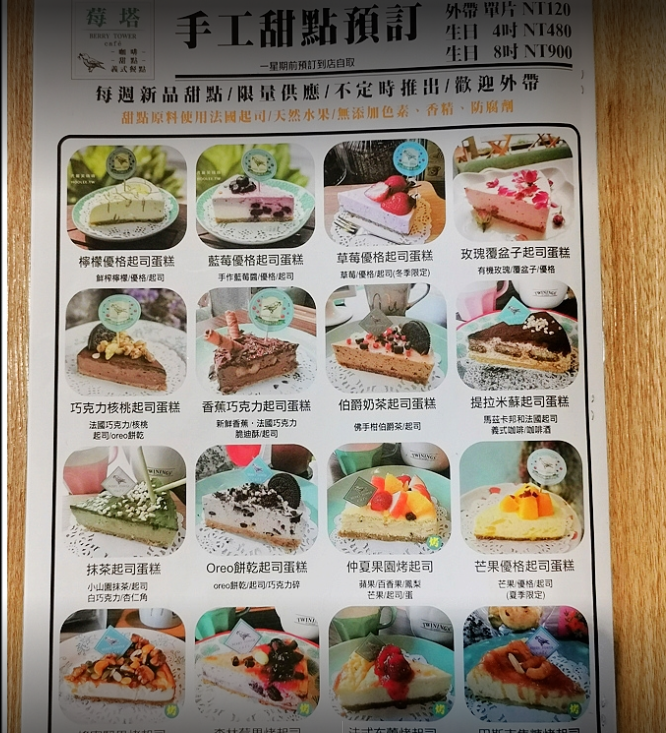 莓塔
BERRY TOWER
café
咖啡
甜點
義式餐點
手工甜點預訂
一星期前預訂到店自取
外帶 單片 NT120
生日 4吋 NT480
生日 8吋 NT900
每週新品甜點/限量供應/不定時推出/歡迎外帶
甜點原料使用法國起司/天然水果/無添加色素、香精、防腐劑
檸檬優格起司蛋糕
鮮榨檸檬/優格/起司
藍莓優格起司蛋糕
手作藍莓醬/優格/起司
草莓優格起司蛋糕
草莓/優格/起司(冬季限定)
玫瑰覆盆子起司蛋糕
有機玫瑰/覆盆子/優格
巧克力核桃起司蛋糕
法國巧克力/核桃
起司/oreo餅乾
香蕉巧克力起司蛋糕
新鮮香蕉、法國巧克力
脆迪酥/起司
伯爵奶茶起司蛋糕
佛手柑伯爵茶/起司
提拉米蘇起司蛋糕
馬茲卡邦和法國起司
義式咖啡/咖啡酒
抹茶起司蛋糕
小山園抹茶/起司
白巧克力/杏仁角
Oreo餅乾起司蛋糕
oreo餅乾/起司/巧克力碎
仲夏果園烤起司
蘋果/百香果/鳳梨
芒果/起司/蛋
芒果優格起司蛋糕
芒果/優格/起司
(夏季限定)
TWININGS
烤
烤
烤
烤
烤